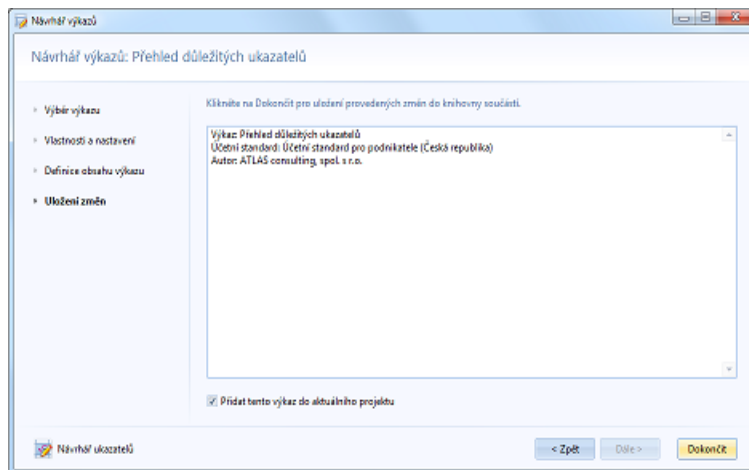 Návrhář výkazů
Návrhář výkazů: Přehled důležitých ukazatelů
Výběr výkazu
Vlastnosti a nastavení
Definice obsahu výkazu
Uložení změn
Klikněte na Dokončit pro uložení provedených změn do knihovny součástí.
Výkaz: Přehled důležitých ukazatelů
Účetní standard: Účetní standard pro podnikatele (Česká republika)
Autor: ATLAS consulting, spol. s r.o.
Přidat tento výkaz do aktuálního projektu
Návrhář ukazatelů
< Zpět
Dále >
Dokončit